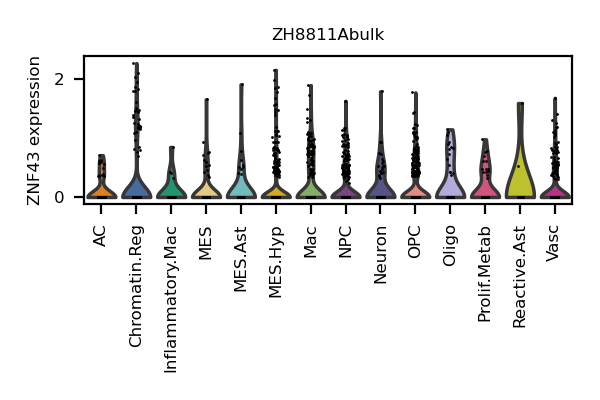 ZH8811Abulk
ZNF43 expression
2
0
AC
Chromatin.Reg
Inflammatory.Mac
MES
MES.Ast
MES.Hyp
Mac
NPC
Neuron
OPC
Oligo
Prolif.Metab
Reactive.Ast
Vasc